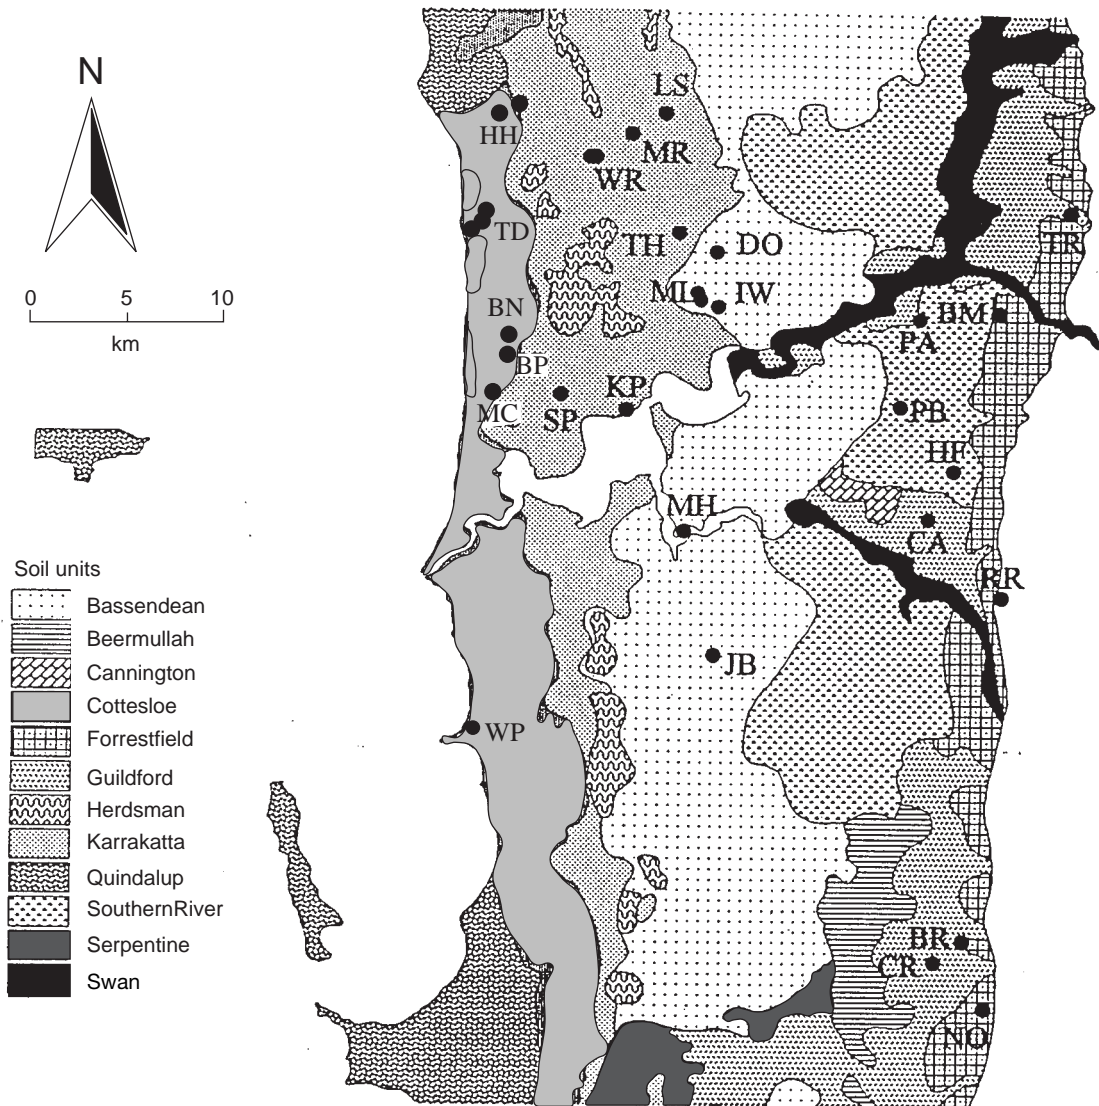 N
0 5 10
km
LS
HH
MR
WR
TD
TH
DO
TR
ML IW
BN
BM
PA
BP
KP
MC
SP
PB
HF
MH
CA
RR
JB
WP
BR
CR
NO
Soil units
Bassendean
Beermullah
Cannington
Cottesloe
Forrestfield
Guildford
Herdsman
Karrakatta
Quindalup
SouthernRiver
Serpentine
Swan